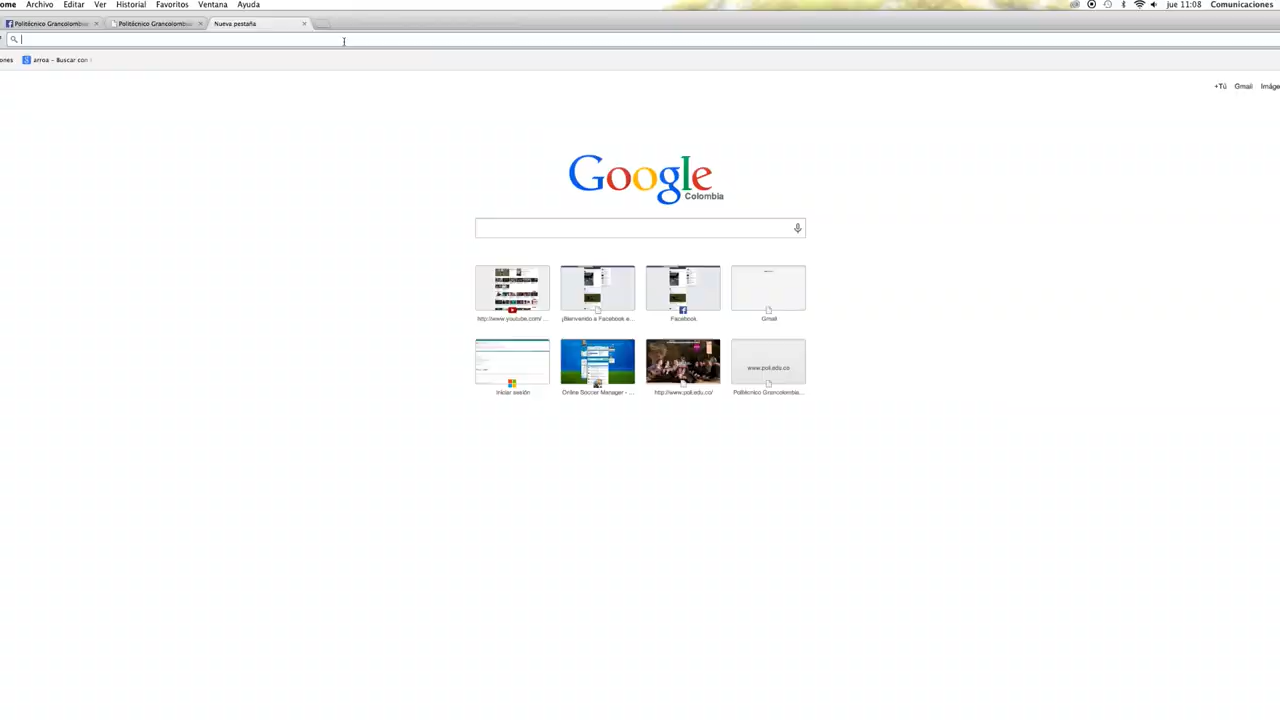 ome Archivo Editar Ver Historial Favoritos Ventana Ayuda jue 11:08 Comunicaciones
Politécnico Grancolombia Politécnico Grancolombia Nueva pestaña
ones arroa - Buscar con
+Tú Gmail Imáge
Google
Colombia
http://www.youtube.com/... ¡Bienvenido a Facebook e... Facebook Gmail
www.poli.edu.co
Iniciar sesión Online Soccer Manager - ... http://www.poli.edu.co/ Politécnico Grancolombia...